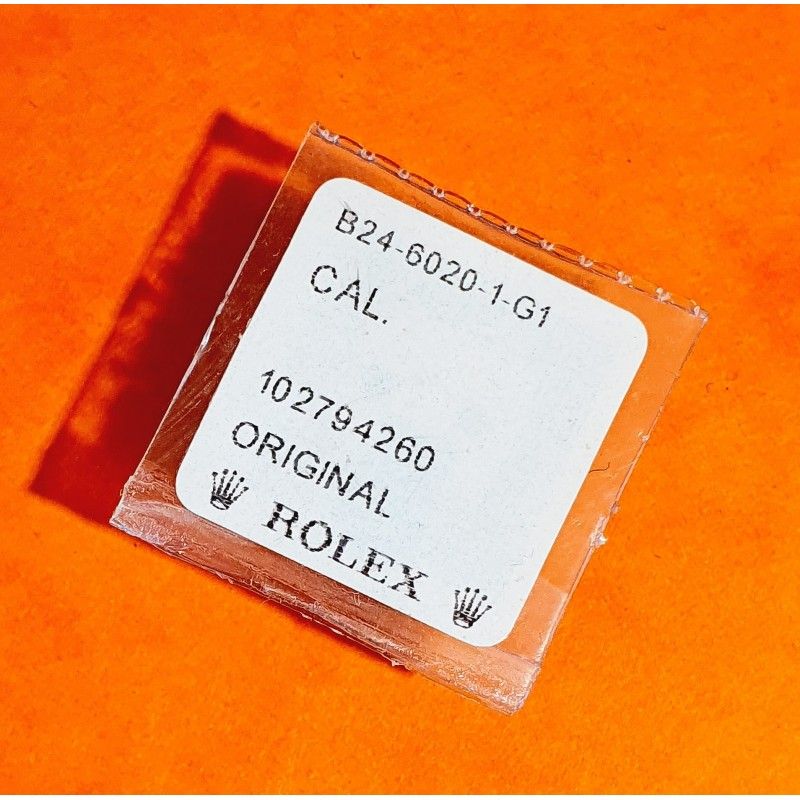 B24-6020-1-G1
CAL.
102794260
ORIGINAL
ROLEX